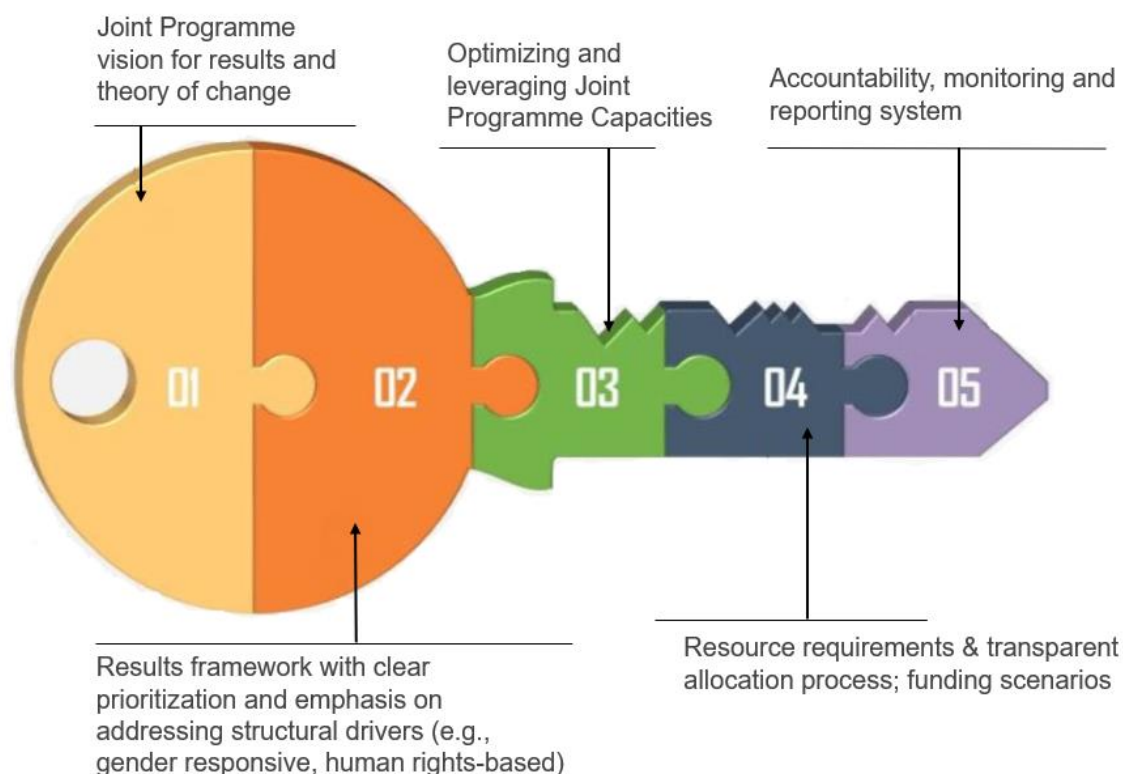 Joint Programme
vision for results and
theory of change
Optimizing and
leveraging Joint
Programme Capacities
Accountability, monitoring and
reporting system
01
02
03
04
05
Results framework with clear
prioritization and emphasis on
addressing structural drivers (e.g.,
gender responsive, human rights-based)
Resource requirements & transparent
allocation process; funding scenarios